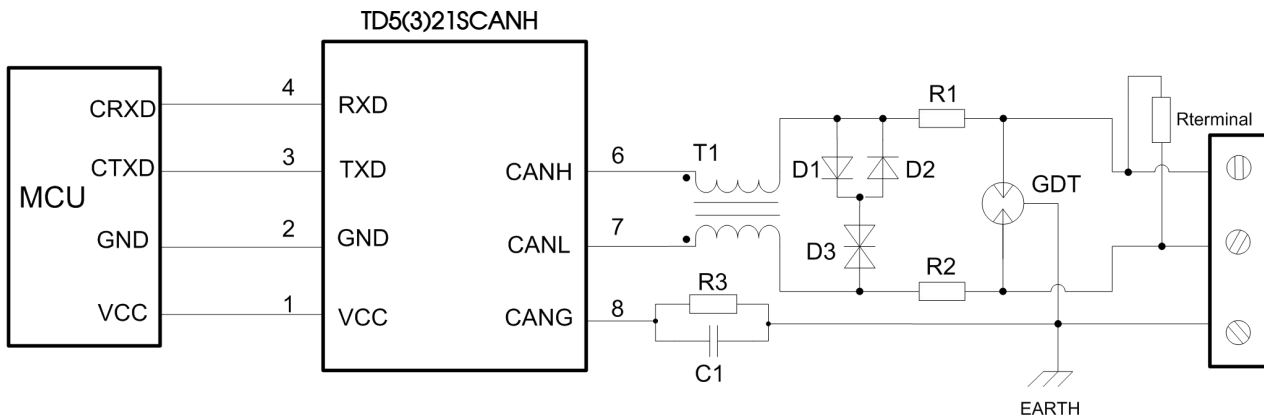 TD5(3)21SCANH
MCU
CRXD
4
RXD
CTXD
3
TXD
GND
2
GND
VCC
1
VCC
CANH
6
CANL
7
CANG
8
T1
D1
D2
D3
R1
R2
R3
C1
GDT
Rterminal
EARTH